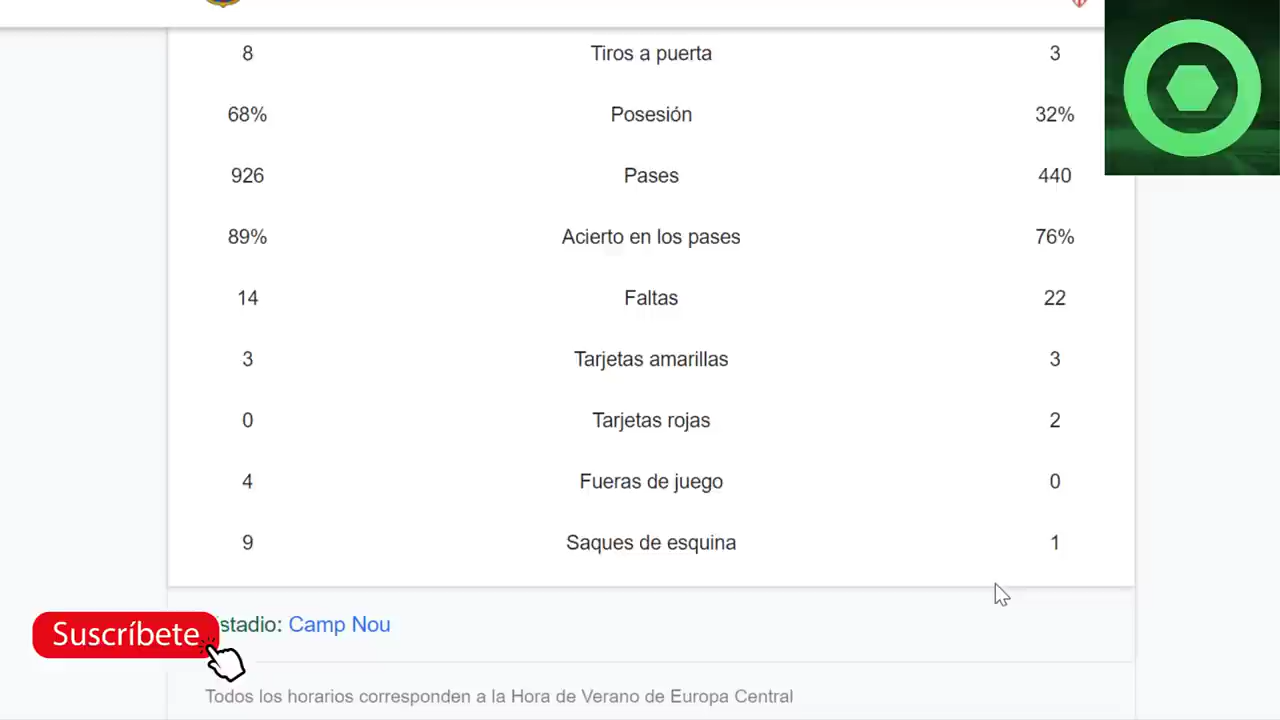 8 Tiros a puerta 3
68% Posesión 32%
926 Pases 440
89% Acierto en los pases 76%
14 Faltas 22
3 Tarjetas amarillas 3
0 Tarjetas rojas 2
4 Fueras de juego 0
9 Saques de esquina 1
stadio: Camp Nou
Suscríbete
Todos los horarios corresponden a la Hora de Verano de Europa Central